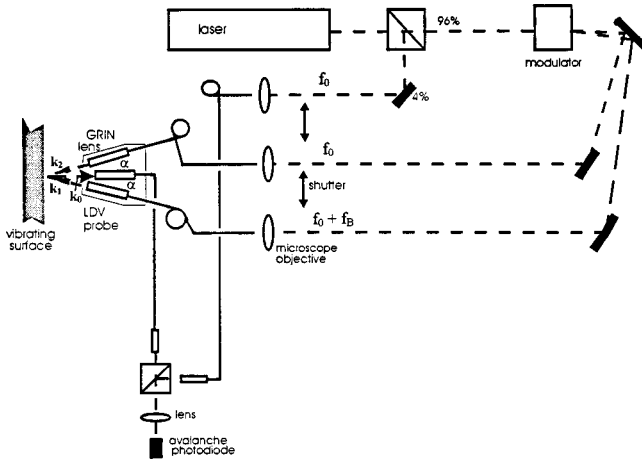 laser
96%
modulator
f₀
4%
GRIN
lens
α
k₂
k₁
k₀
α
f₀
shutter
LDV
probe
vibrating
surface
f₀ + f_B
microscope
objective
lens
avalanche
photodiode